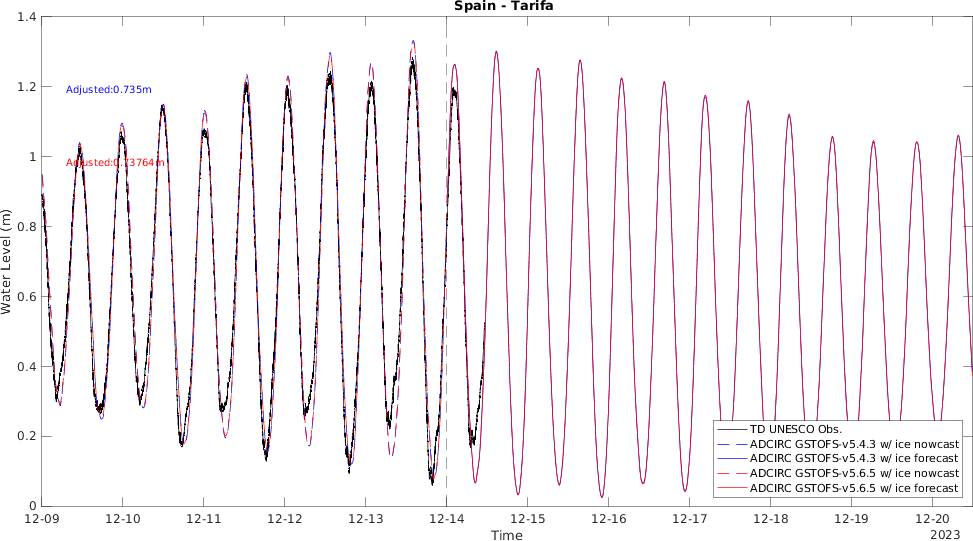 Spain - Tarifa
1.4
1.2
1
0.8
0.6
0.4
0.2
0
Water Level (m)
Adjusted:0.735m
Adjusted:0.73764m
TD UNESCO Obs.
ADCIRC GSTOFS-v5.4.3 w/ ice nowcast
ADCIRC GSTOFS-v5.4.3 w/ ice forecast
ADCIRC GSTOFS-v5.6.5 w/ ice nowcast
ADCIRC GSTOFS-v5.6.5 w/ ice forecast
12-09 12-10 12-11 12-12 12-13 12-14 12-15 12-16 12-17 12-18 12-19 12-20
2023
Time